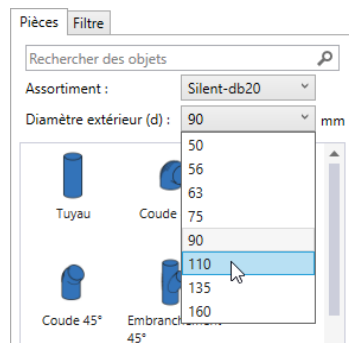 Pièces Filtre
Rechercher des objets
Assortiment : Silent-db20
Diamètre extérieur (d) : 90 mm
50
56
63
75
90
110
135
160
Tuyau Coude
Coude 45° Embranchement
45°